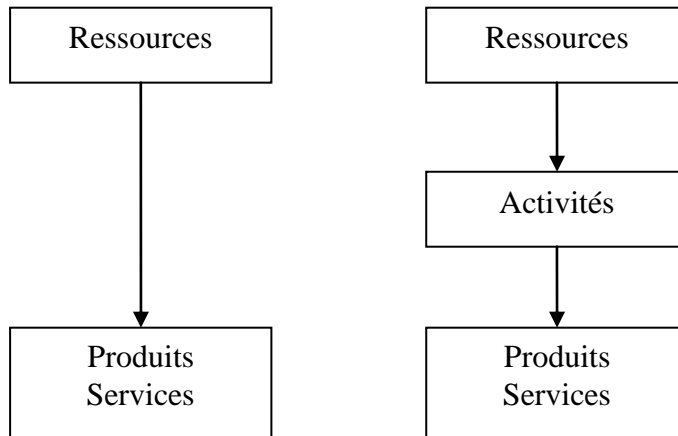 Ressources
Ressources
Activités
Produits
Services
Produits
Services